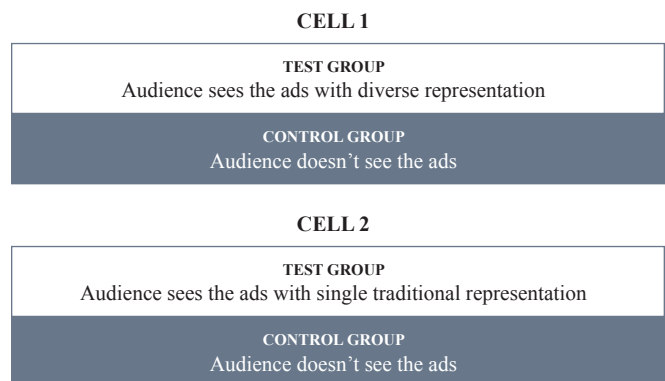 CELL 1
TEST GROUP
Audience sees the ads with diverse representation
CONTROL GROUP
Audience doesn’t see the ads
CELL 2
TEST GROUP
Audience sees the ads with single traditional representation
CONTROL GROUP
Audience doesn’t see the ads